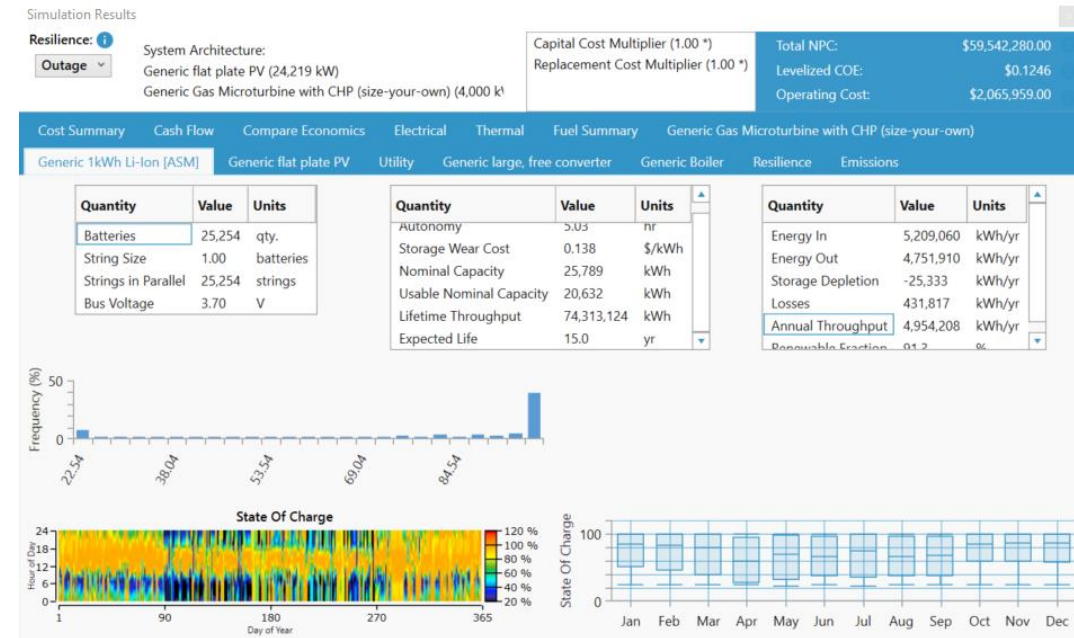 Simulation Results
Resilience:
Outage
System Architecture:
Generic flat plate PV (24,219 kW)
Generic Gas Microturbine with CHP (size-your-own) (4,000 k
Capital Cost Multiplier (1.00 *)
Replacement Cost Multiplier (1.00 *)
Total NPC: $59,542,280.00
Levelized COE: $0.1246
Operating Cost: $2,065,959.00
Cost Summary Cash Flow Compare Economics Electrical Thermal Fuel Summary Generic Gas Microturbine with CHP (size-your-own)
Generic 1kWh Li-Ion [ASM] Generic flat plate PV Utility Generic large, free converter Generic Boiler Resilience Emissions
Quantity Value Units
Batteries 25,254 qty.
String Size 1.00 batteries
Strings in Parallel 25,254 strings
Bus Voltage 3.70 V
Quantity Value Units
Autonomy 5.03 hr
Storage Wear Cost 0.138 $/kWh
Nominal Capacity 25,789 kWh
Usable Nominal Capacity 20,632 kWh
Lifetime Throughput 74,313,124 kWh
Expected Life 15.0 yr
Quantity Value Units
Energy In 5,209,060 kWh/yr
Energy Out 4,751,910 kWh/yr
Storage Depletion -25,333 kWh/yr
Losses 431,817 kWh/yr
Annual Throughput 4,954,208 kWh/yr
Renewable Fraction %
Frequency (%)
50
0
22.54 38.04 53.54 69.04 84.54
State Of Charge
Hour of Day
24
18
12
6
0
1 90 180 270 365
Day of Year
120 %
100 %
80 %
60 %
40 %
20 %
State Of Charge
100
0
Jan Feb Mar Apr May Jun Jul Aug Sep Oct Nov Dec